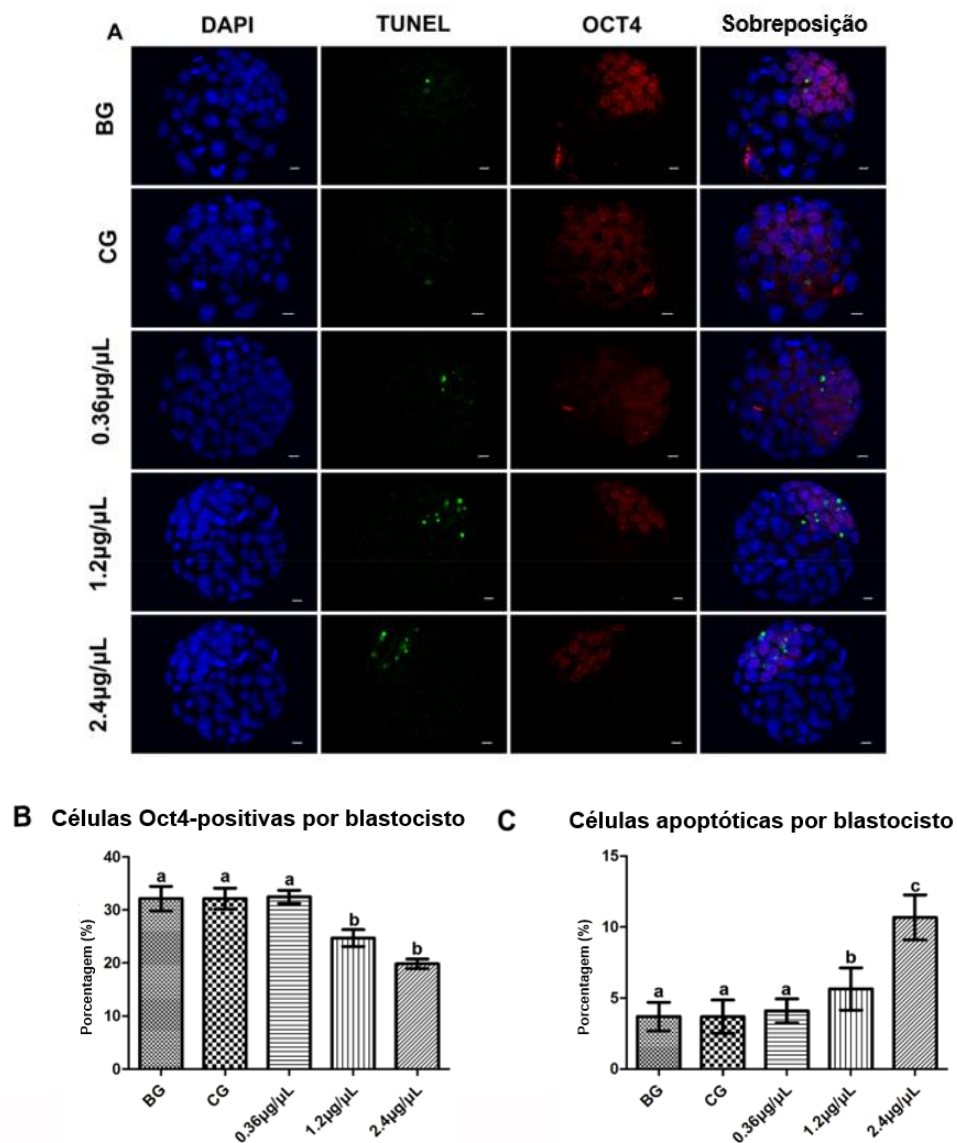 A
DAPI TUNEL OCT4 Sobreposição
BG
CG
0.36µg/µL
1.2µg/µL
2.4µg/µL
B Células Oct4-positivas por blastocisto
Porcentagem (%)
40
30
20
10
0
a a a b b
BG CG 0.36µg/µL 1.2µg/µL 2.4µg/µL
C Células apoptóticas por blastocisto
Porcentagem (%)
15
10
5
0
a a a b c
BG CG 0.36µg/µL 1.2µg/µL 2.4µg/µL